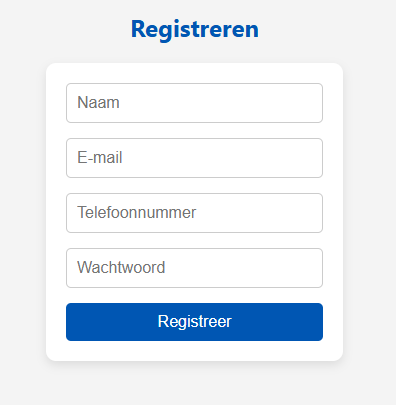 Registreren
Naam
E-mail
Telefoonnummer
Wachtwoord
Registreer